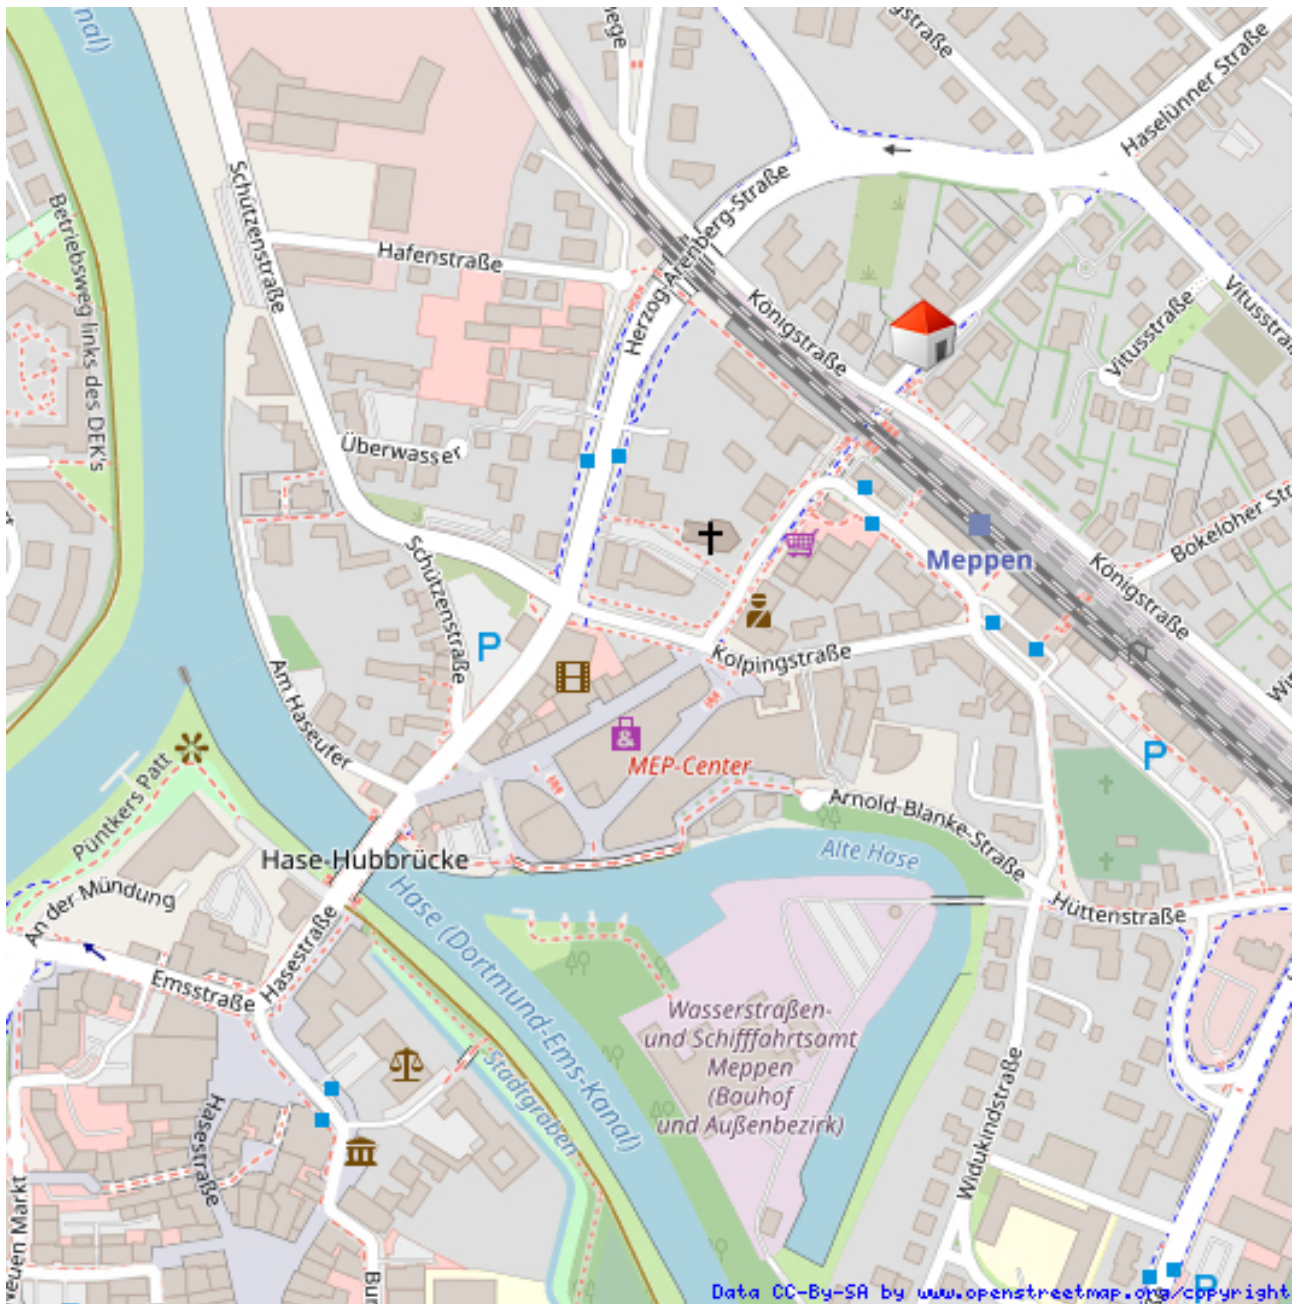 nal)
Haselünner Straße
Schützenstraße
Betriebsweg links des DEK's
Hafenstraße
Herzog-Arenberg-Straße
Königstraße
Vitusstraße
Überwasser
Bokeloher
Meppen
Schützenstraße
Königstraße
P
Kolpingstraße
Am Haseufer
&
MEP-Center
P
Püntkers Patt
Arnold-Blanke-Straße
Alte Hase
Hase-Hubbrücke
An der Mündung
Hase (Dortmund-Ems-Kanal)
Hüttenstraße
Hasestraße
Emsstraße
Wasserstraßen-
und Schifffahrtsamt
Meppen
(Bauhof
und Außenbezirk)
Stadtgraben
Hasestraße
Widukindstraße
Markt
P
Data CC-By-SA by www.openstreetmap.org/copyright